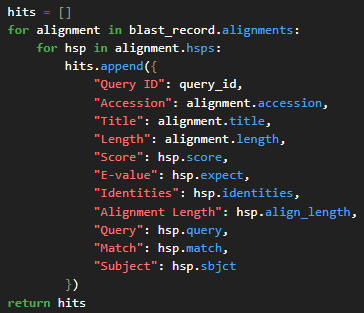 hits = []
for alignment in blast_record.alignments:
    for hsp in alignment.hsps:
        hits.append({
            "Query ID": query_id,
            "Accession": alignment.accession,
            "Title": alignment.title,
            "Length": alignment.length,
            "Score": hsp.score,
            "E-value": hsp.expect,
            "Identities": hsp.identities,
            "Alignment Length": hsp.align_length,
            "Query": hsp.query,
            "Match": hsp.match,
            "Subject": hsp.sbjct
        })
return hits